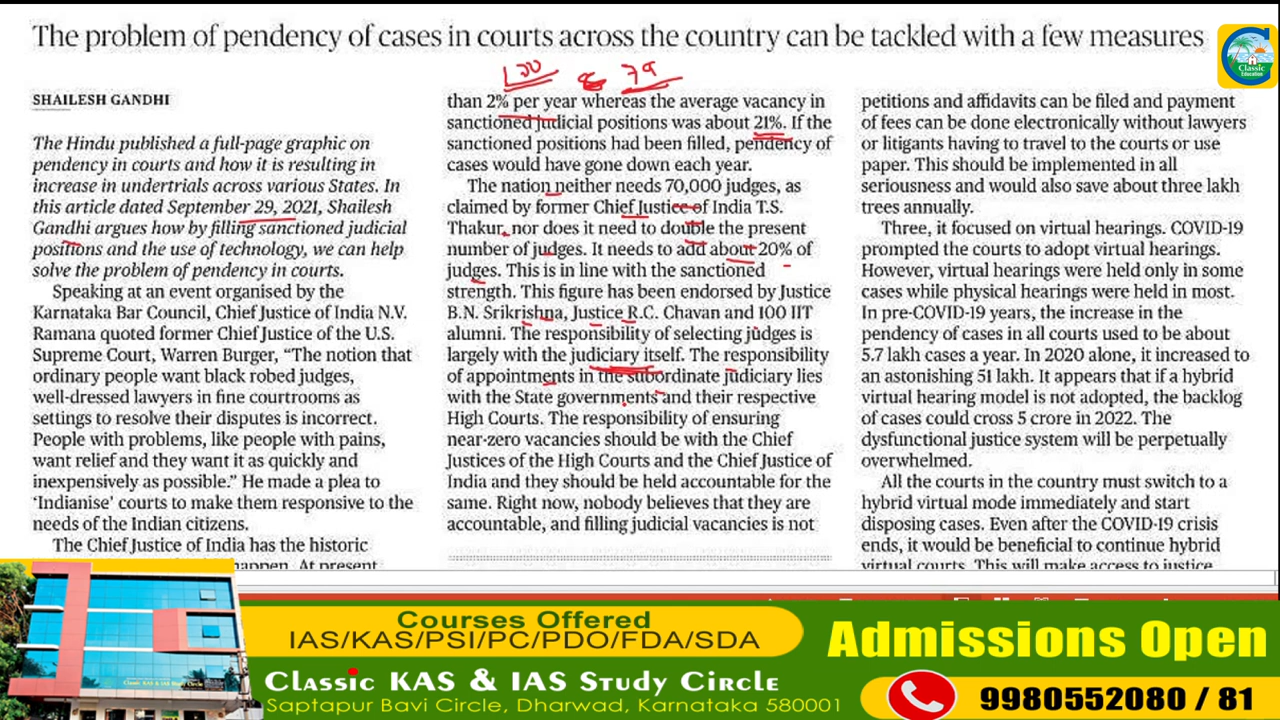 The problem of pendency of cases in courts across the country can be tackled with a few measures
Classic
Education
100 & 79
SHAILESH GANDHI
The Hindu published a full-page graphic on
pendency in courts and how it is resulting in
increase in undertrials across various States. In
this article dated September 29, 2021, Shailesh
Gandhi argues how by filling sanctioned judicial
positions and the use of technology, we can help
solve the problem of pendency in courts.
Speaking at an event organised by the
Karnataka Bar Council, Chief Justice of India N.V.
Ramana quoted former Chief Justice of the U.S.
Supreme Court, Warren Burger, “The notion that
ordinary people want black robed judges,
well-dressed lawyers in fine courtrooms as
settings to resolve their disputes is incorrect.
People with problems, like people with pains,
want relief and they want it as quickly and
inexpensively as possible.” He made a plea to
‘Indianise’ courts to make them responsive to the
needs of the Indian citizens.
The Chief Justice of India has the historic
happen. At present
than 2% per year whereas the average vacancy in
sanctioned judicial positions was about 21%. If the
sanctioned positions had been filled, pendency of
cases would have gone down each year.
The nation neither needs 70,000 judges, as
claimed by former Chief Justice of India T.S.
Thakur, nor does it need to double the present
number of judges. It needs to add about 20% of
judges. This is in line with the sanctioned
strength. This figure has been endorsed by Justice
B.N. Srikrishna, Justice R.C. Chavan and 100 IIT
alumni. The responsibility of selecting judges is
largely with the judiciary itself. The responsibility
of appointments in the subordinate judiciary lies
with the State governments and their respective
High Courts. The responsibility of ensuring
near-zero vacancies should be with the Chief
Justices of the High Courts and the Chief Justice of
India and they should be held accountable for the
same. Right now, nobody believes that they are
accountable, and filling judicial vacancies is not
petitions and affidavits can be filed and payment
of fees can be done electronically without lawyers
or litigants having to travel to the courts or use
paper. This should be implemented in all
seriousness and would also save about three lakh
trees annually.
Three, it focused on virtual hearings. COVID-19
prompted the courts to adopt virtual hearings.
However, virtual hearings were held only in some
cases while physical hearings were held in most.
In pre-COVID-19 years, the increase in the
pendency of cases in all courts used to be about
5.7 lakh cases a year. In 2020 alone, it increased to
an astonishing 51 lakh. It appears that if a hybrid
virtual hearing model is not adopted, the backlog
of cases could cross 5 crore in 2022. The
dysfunctional justice system will be perpetually
overwhelmed.
All the courts in the country must switch to a
hybrid virtual mode immediately and start
disposing cases. Even after the COVID-19 crisis
ends, it would be beneficial to continue hybrid
virtual courts. This will make access to justice
Courses Offered
IAS/KAS/PSI/PC/PDO/FDA/SDA
Classic KAS & IAS Study Circle
Saptapur Bavi Circle, Dharwad, Karnataka 580001
Admissions Open
9980552080 / 81